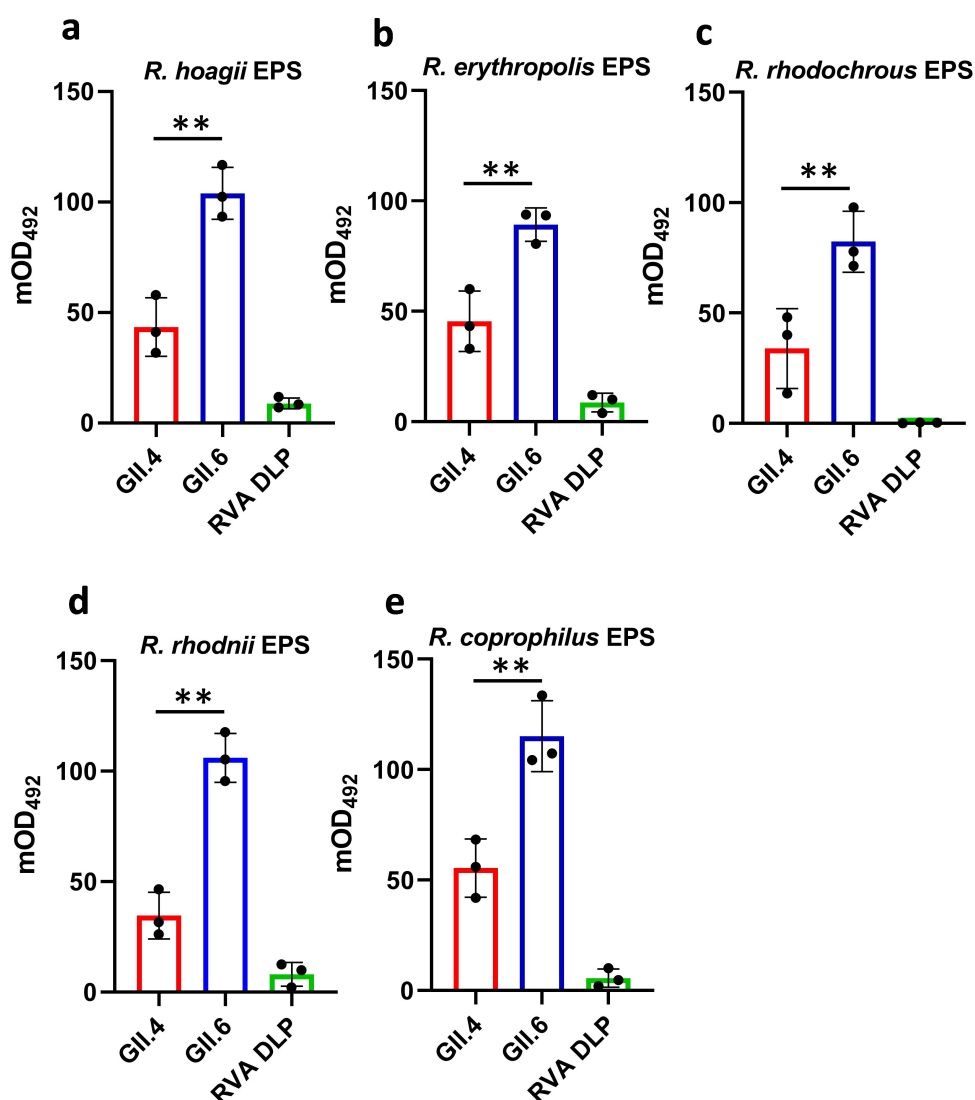 a
R. hoagii EPS
150
100
50
0
mOD492
**
GII.4
GII.6
RVA DLP
b
R. erythropolis EPS
150
100
50
0
mOD492
**
GII.4
GII.6
RVA DLP
c
R. rhodochrous EPS
150
100
50
0
mOD492
**
GII.4
GII.6
RVA DLP
d
R. rhodnii EPS
150
100
50
0
mOD492
**
GII.4
GII.6
RVA DLP
e
R. coprophilus EPS
150
100
50
0
mOD492
**
GII.4
GII.6
RVA DLP